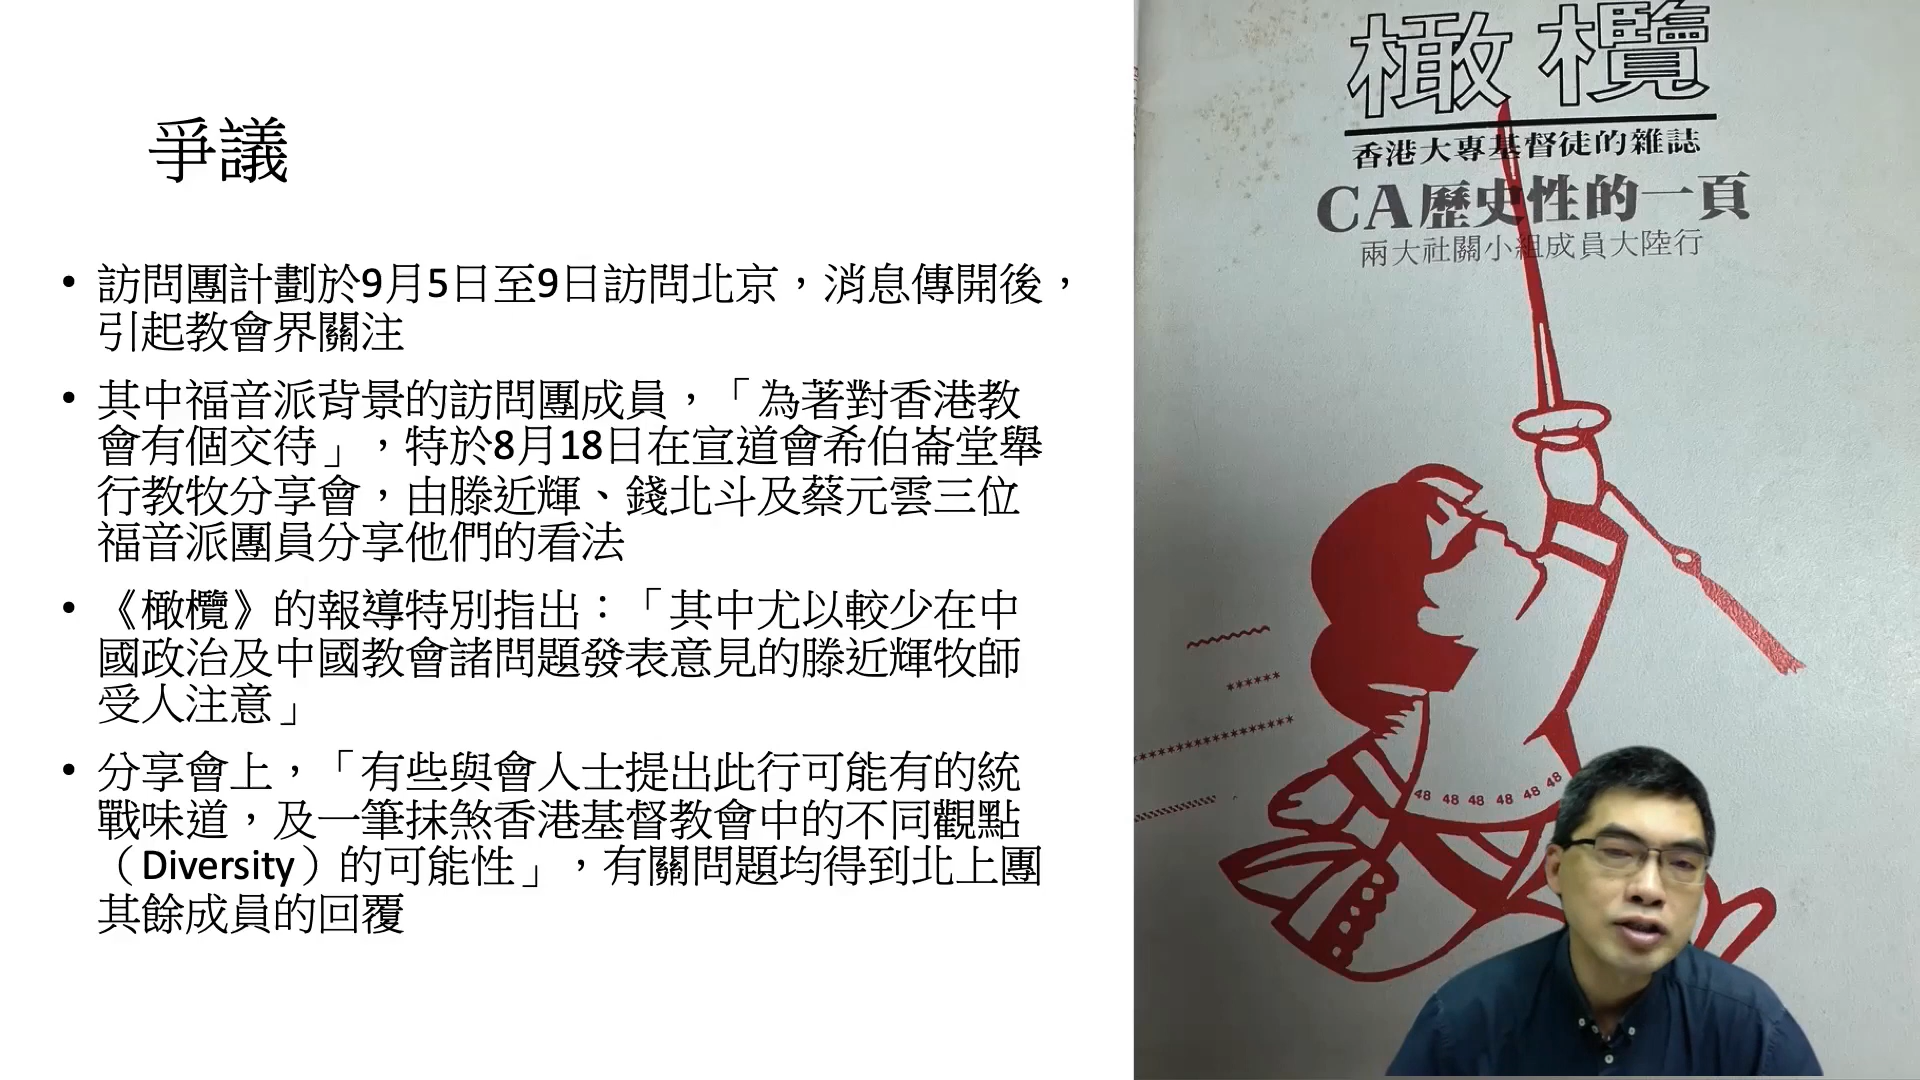 爭議
• 訪問團計劃於9月5日至9日訪問北京，消息傳開後，
引起教會界關注
• 其中福音派背景的訪問團成員，「為著對香港教
會有個交待」，特於8月18日在宣道會希伯崙堂舉
行教牧分享會，由滕近輝、錢北斗及蔡元雲三位
福音派團員分享他們的看法
• 《橄欖》的報導特別指出：「其中尤以較少在中
國政治及中國教會諸問題發表意見的滕近輝牧師
受人注意」
• 分享會上，「有些與會人士提出此行可能有的統
戰味道，及一筆抹煞香港基督教會中的不同觀點
（Diversity）的可能性」，有關問題均得到北上團
其餘成員的回覆
橄欖
香港大專基督徒的雜誌
CA歷史性的一頁
兩大社關小組成員大陸行
48 48 48 48 48 48